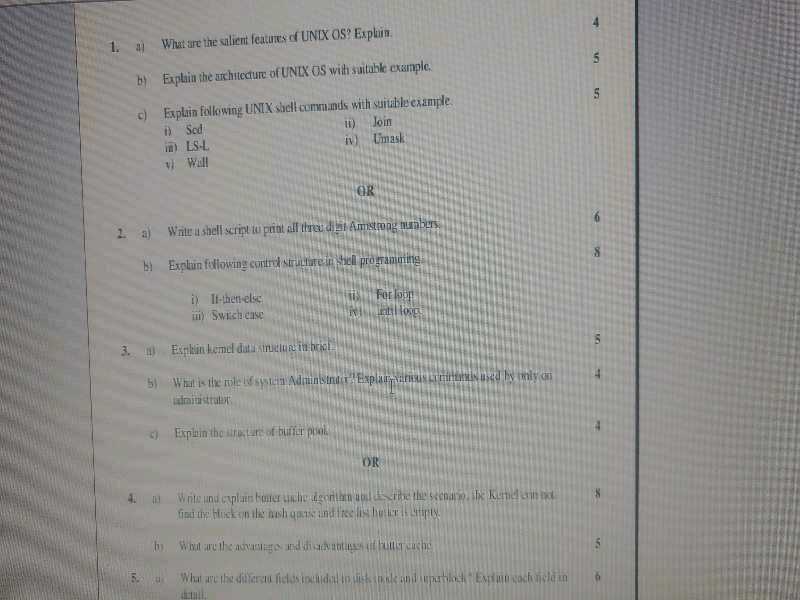 4
1. a) What are the salient features of UNIX OS? Explain.
5
b) Explain the architecture of UNIX OS with suitable example.
5
c) Explain following UNIX shell commands with suitable example.
i) Sed ii) Join
iii) LS-L iv) Umask
v) Wall
OR
2. a) Write a shell script to print all three digit Armstrong numbers. 6
b) Explain following control structure in shell programming. 8
i) If-then-else ii) For loop
iii) Switch case iv) until loop.
3. a) Explain kernel data structure in brief. 5
b) What is the role of system Administrator? Explain various commands used by only on 4
administrator.
c) Explain the structure of buffer pool. 4
OR
4. a) Write and explain buffer cache algorithm and describe the scenario, the Kernel can not 8
find the block on the hash queue and free list buffer is empty.
b) What are the advantages and disadvantages of buffer cache 5
5. a) What are the different fields included in disk inode and superblock? Explain each field in 6
detail.